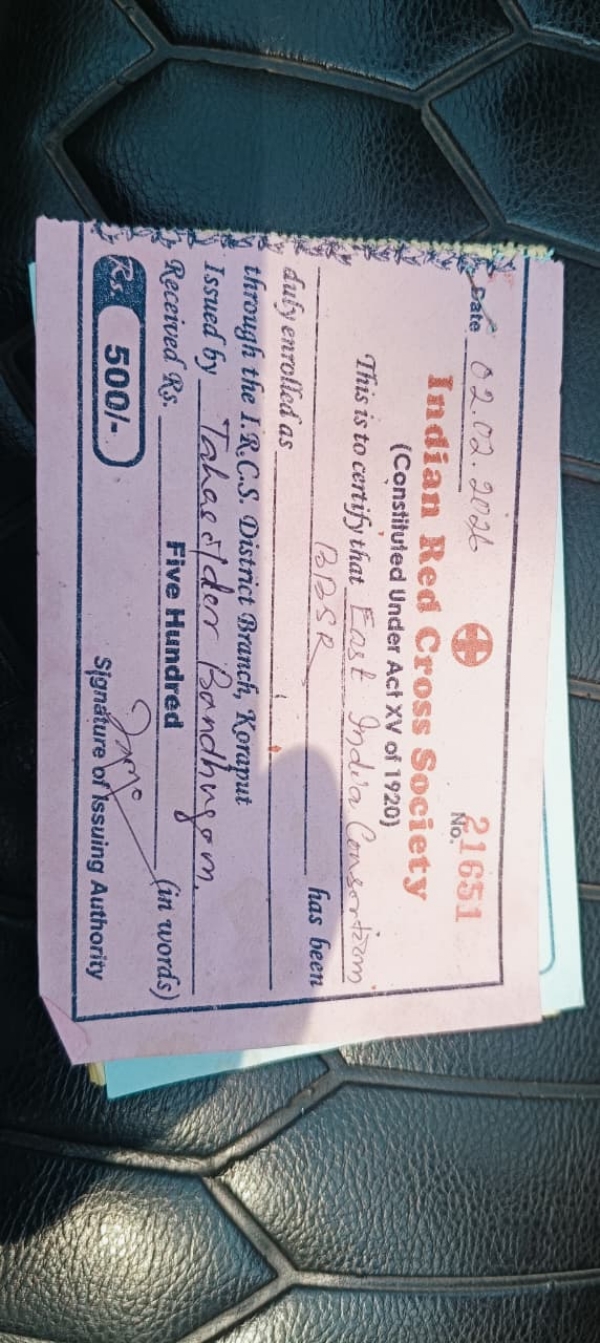 No. 21651
Date 02.02.2026
Indian Red Cross Society
(Constituted Under Act XV of 1920)
This is to certify that East India Consortium
BBSR has been
duly enrolled as
through the I.R.C.S. District Branch, Koraput
Issued by Tahasildar Bandhugam.
Received Rs. Five Hundred (in words)
Rs. 500/-
Signature of Issuing Authority